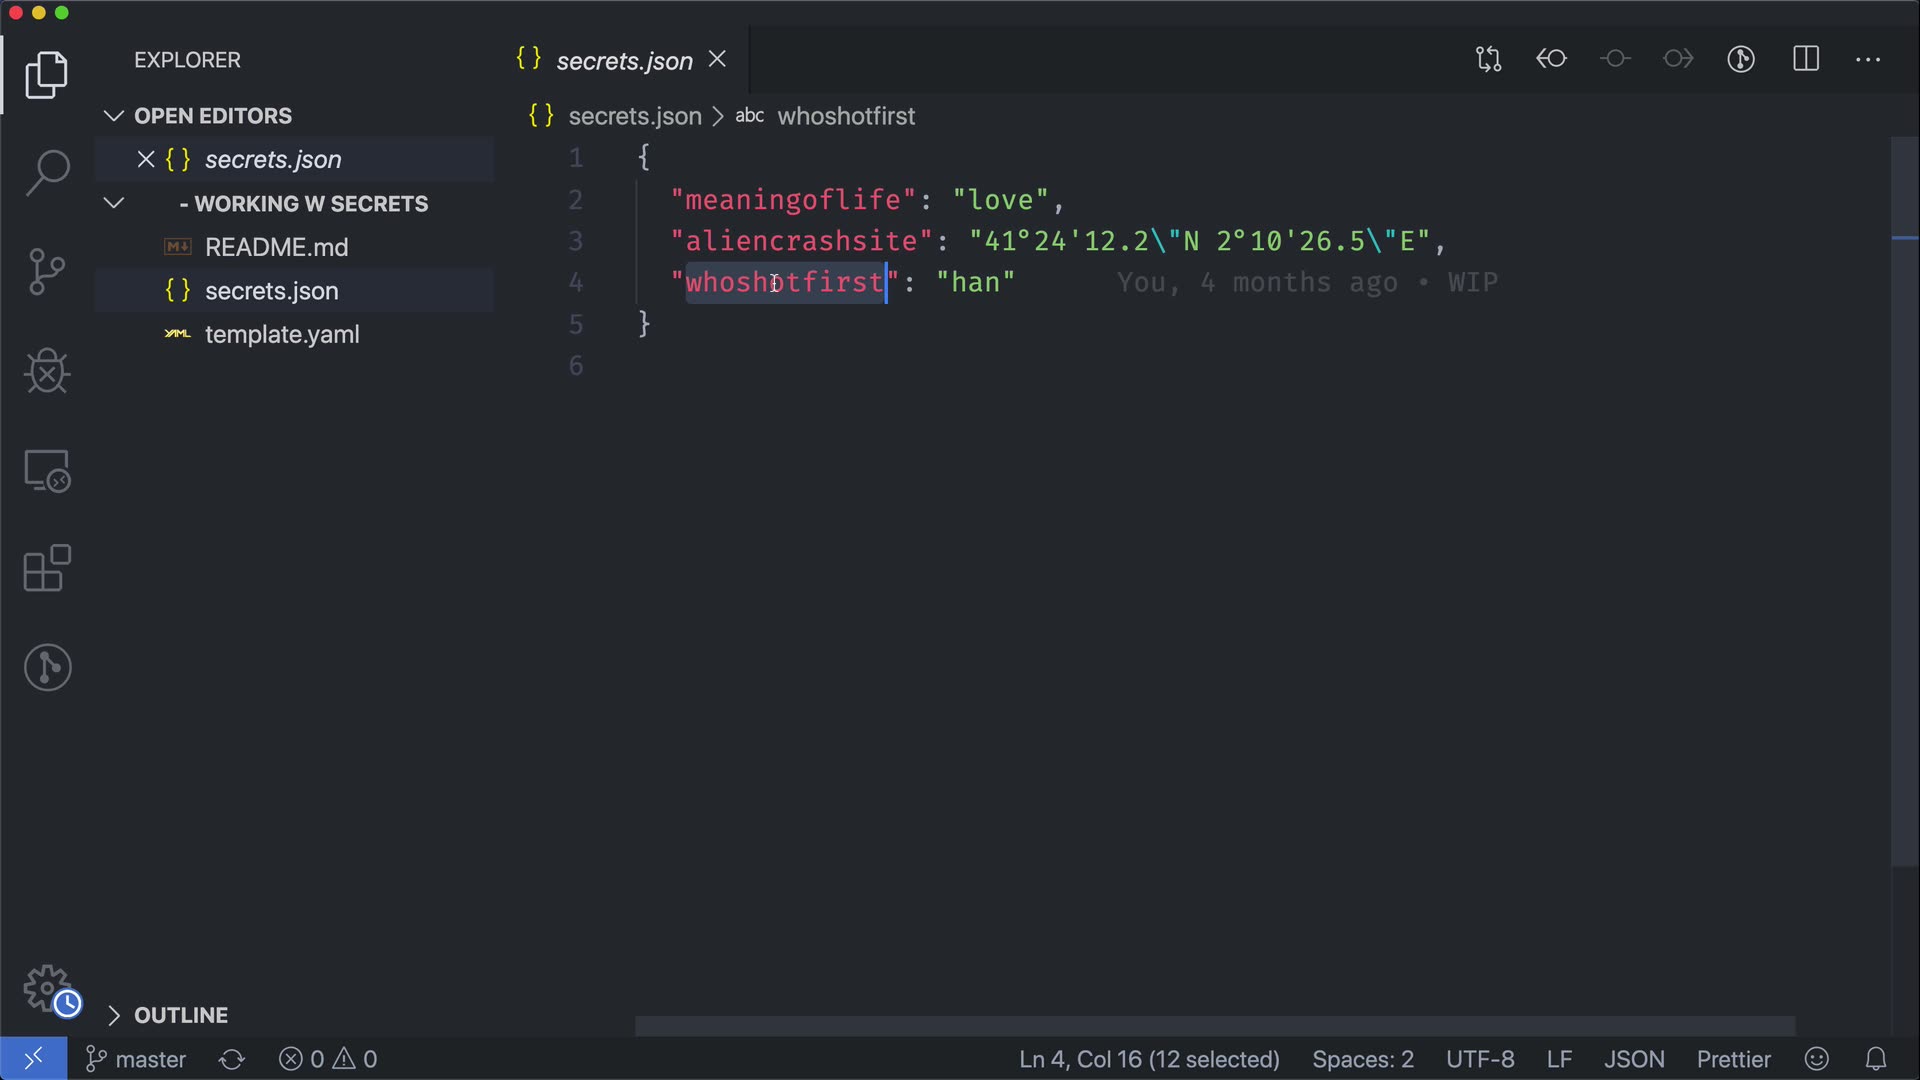 EXPLORER
OPEN EDITORS
secrets.json
- WORKING W SECRETS
README.md
secrets.json
template.yaml
OUTLINE
secrets.json
secrets.json > abc whoshotfirst
1 {
2 "meaningoflife": "love",
3 "aliencrashsite": "41°24'12.2\"N 2°10'26.5\"E",
4 "whoshotfirst": "han" You, 4 months ago • WIP
5 }
6
master 0 0 Ln 4, Col 16 (12 selected) Spaces: 2 UTF-8 LF JSON Prettier